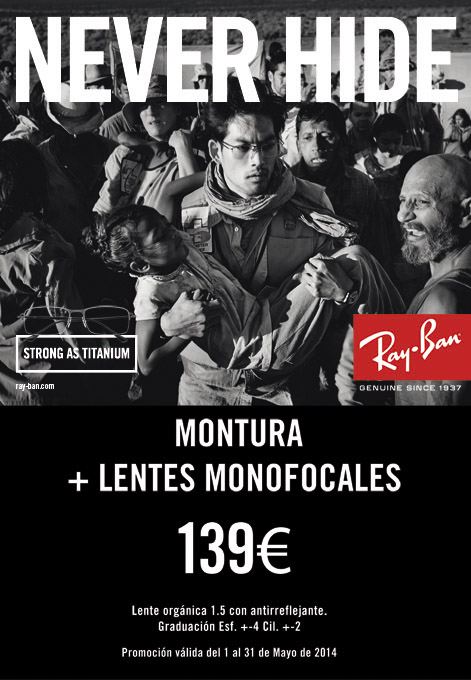 NEVER HIDE
STRONG AS TITANIUM
ray-ban.com
Ray-Ban
GENUINE SINCE 1937
MONTURA
+ LENTES MONOFOCALES
139€
Lente orgánica 1.5 con antirreflejante.
Graduación Esf. +-4 Cil. +-2
Promoción válida del 1 al 31 de Mayo de 2014